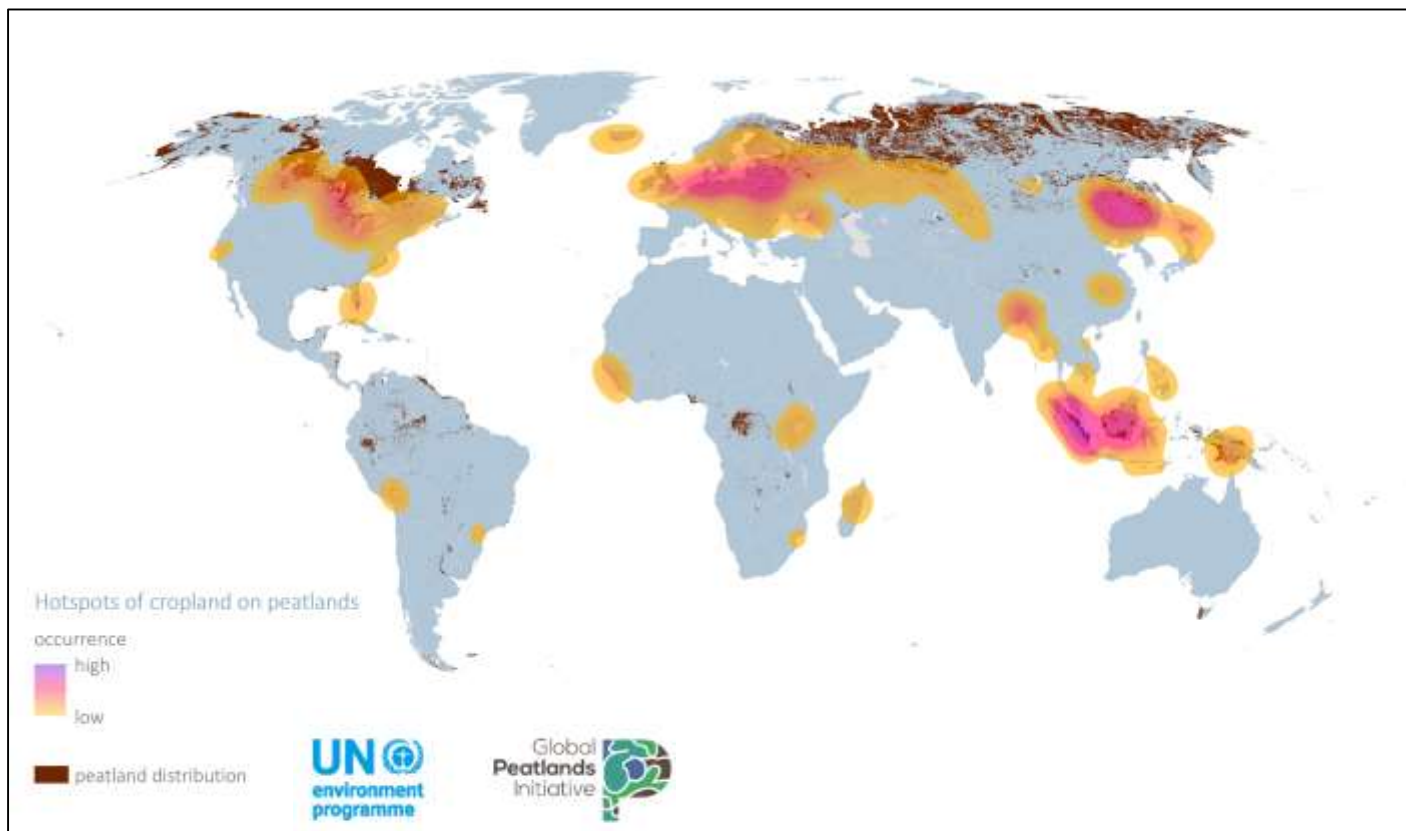 Hotspots of cropland on peatlands
occurrence
high
low
peatland distribution
UN
environment
programme
Global
Peatlands
Initiative